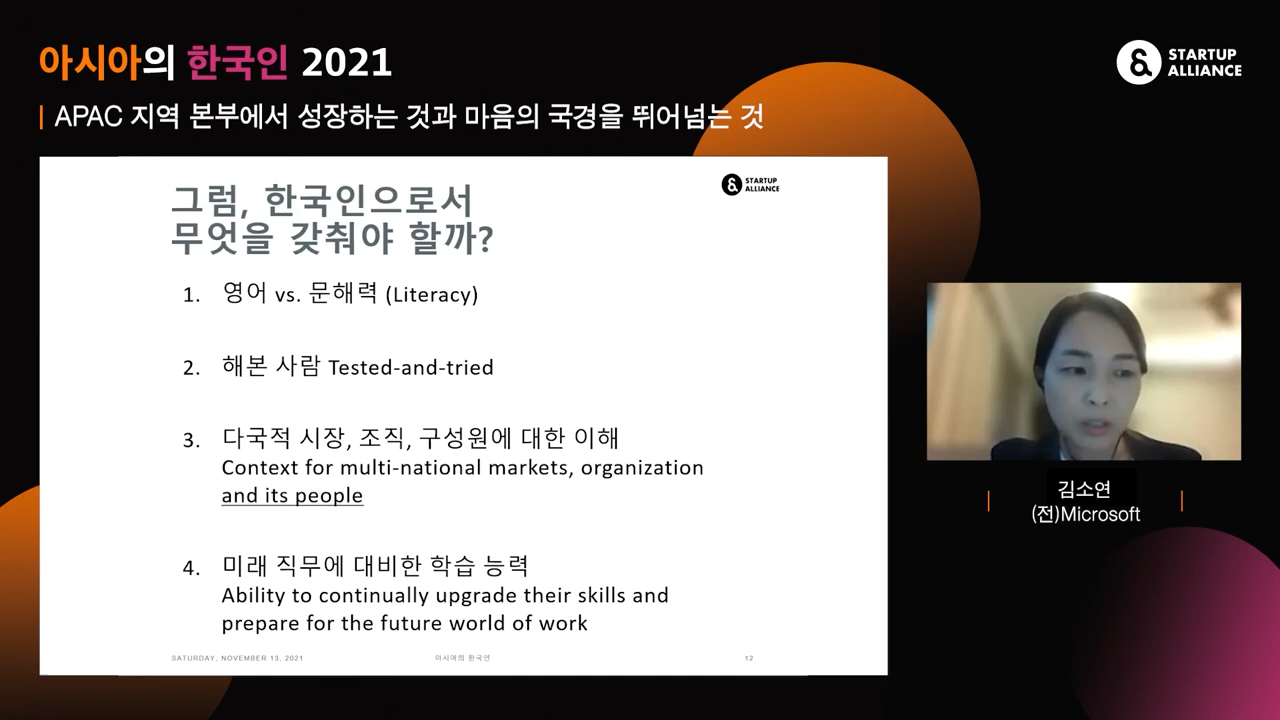 아시아의 한국인 2021
STARTUP
ALLIANCE
APAC 지역 본부에서 성장하는 것과 마음의 국경을 뛰어넘는 것
STARTUP
ALLIANCE
그럼, 한국인으로서
무엇을 갖춰야 할까?
1. 영어 vs. 문해력 (Literacy)
2. 해본 사람 Tested-and-tried
3. 다국적 시장, 조직, 구성원에 대한 이해
Context for multi-national markets, organization
and its people
4. 미래 직무에 대비한 학습 능력
Ability to continually upgrade their skills and
prepare for the future world of work
SATURDAY, NOVEMBER 13, 2021
아시아의 한국인
12
김소연
(전)Microsoft